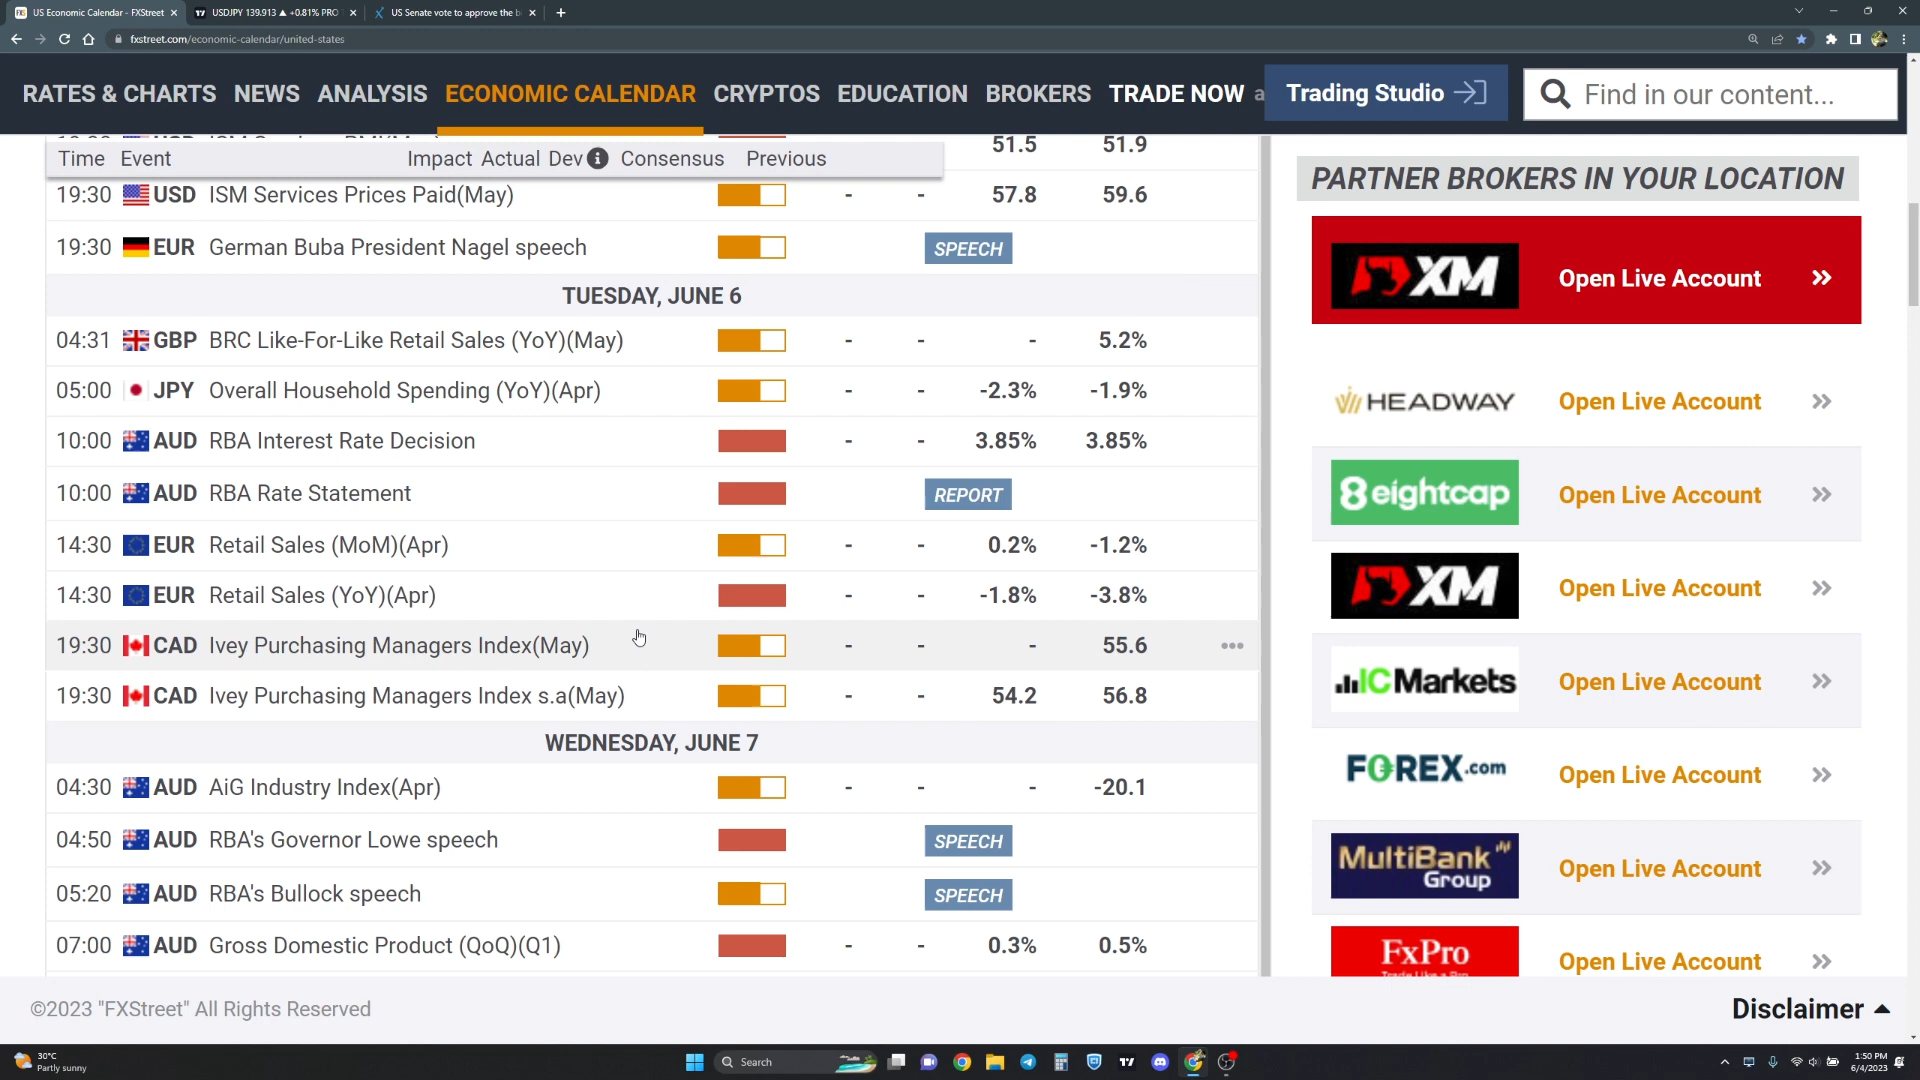 US Economic Calendar - FXStreet
USDJPY 139.913 ▲ +0.81% PRO
US Senate vote to approve the b
fxstreet.com/economic-calendar/united-states
RATES & CHARTS NEWS ANALYSIS ECONOMIC CALENDAR CRYPTOS EDUCATION BROKERS TRADE NOW a Trading Studio Find in our content...
51.5 51.9
Time Event Impact Actual Dev Consensus Previous
19:30 USD ISM Services Prices Paid(May) - - 57.8 59.6
19:30 EUR German Buba President Nagel speech SPEECH
TUESDAY, JUNE 6
04:31 GBP BRC Like-For-Like Retail Sales (YoY)(May) - - - 5.2%
05:00 JPY Overall Household Spending (YoY)(Apr) - - -2.3% -1.9%
10:00 AUD RBA Interest Rate Decision - - 3.85% 3.85%
10:00 AUD RBA Rate Statement REPORT
14:30 EUR Retail Sales (MoM)(Apr) - - 0.2% -1.2%
14:30 EUR Retail Sales (YoY)(Apr) - - -1.8% -3.8%
19:30 CAD Ivey Purchasing Managers Index(May) - - - 55.6
19:30 CAD Ivey Purchasing Managers Index s.a(May) - - 54.2 56.8
WEDNESDAY, JUNE 7
04:30 AUD AiG Industry Index(Apr) - - - -20.1
04:50 AUD RBA's Governor Lowe speech SPEECH
05:20 AUD RBA's Bullock speech SPEECH
07:00 AUD Gross Domestic Product (QoQ)(Q1) - - 0.3% 0.5%
PARTNER BROKERS IN YOUR LOCATION
XM Open Live Account
HEADWAY Open Live Account
8eightcap Open Live Account
XM Open Live Account
ICMarkets Open Live Account
FOREX.com Open Live Account
MultiBank Group Open Live Account
FxPro Open Live Account
Trade Like a Pro
©2023 "FXStreet" All Rights Reserved
Disclaimer
30°C
Partly sunny
Search
1:50 PM
6/4/2023